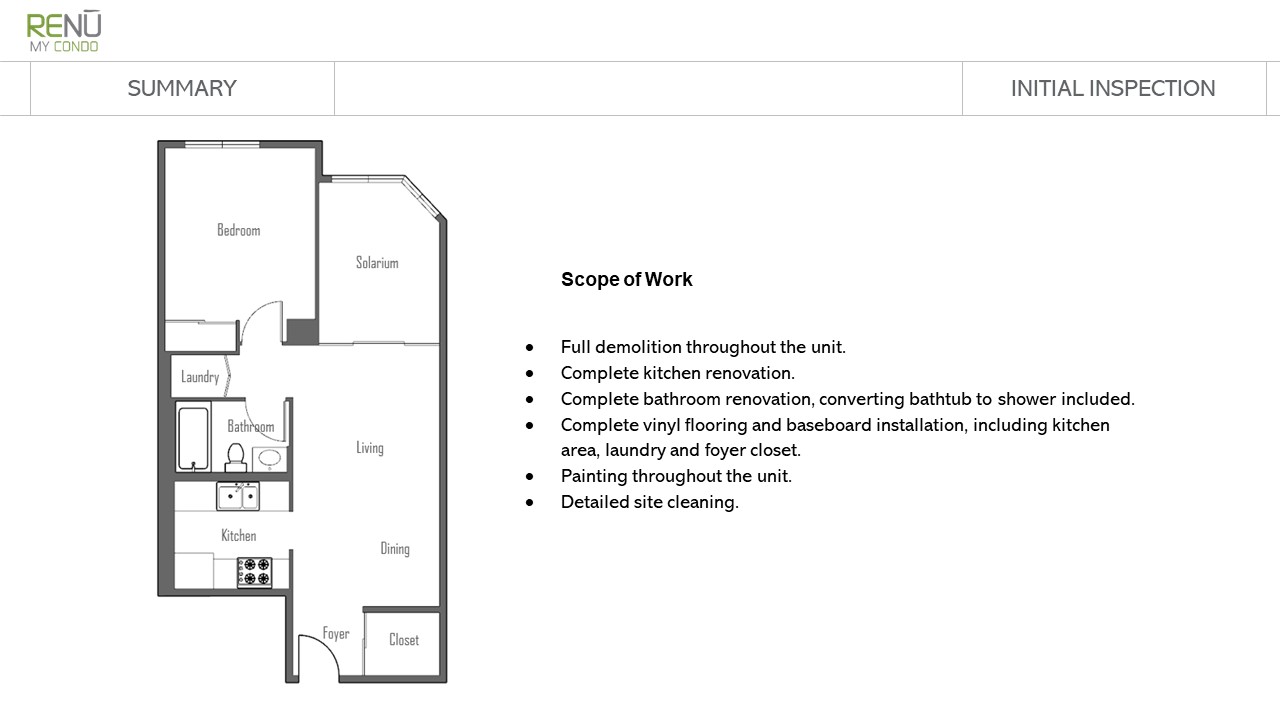 RENŪ
MY CONDO
SUMMARY
INITIAL INSPECTION
Bedroom
Solarium
Laundry
Bathroom
Living
Kitchen
Dining
Foyer
Closet
Scope of Work
● Full demolition throughout the unit.
● Complete kitchen renovation.
● Complete bathroom renovation, converting bathtub to shower included.
● Complete vinyl flooring and baseboard installation, including kitchen
area, laundry and foyer closet.
● Painting throughout the unit.
● Detailed site cleaning.